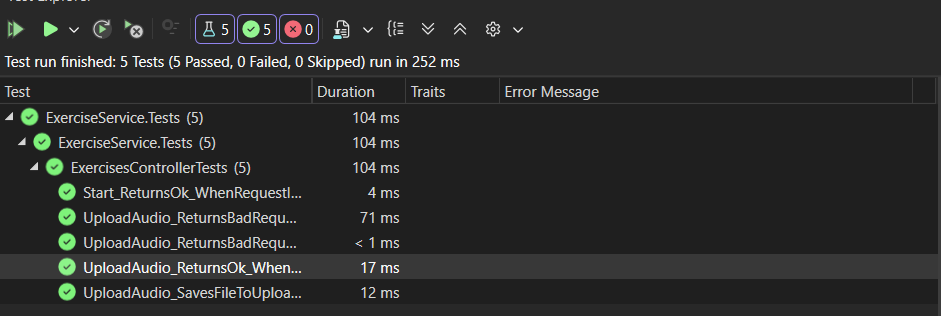 Test Explorer
5 5 0
Test run finished: 5 Tests (5 Passed, 0 Failed, 0 Skipped) run in 252 ms
Test Duration Traits Error Message
ExerciseService.Tests (5) 104 ms
ExerciseService.Tests (5) 104 ms
ExercisesControllerTests (5) 104 ms
Start_ReturnsOk_WhenRequestI... 4 ms
UploadAudio_ReturnsBadRequ... 71 ms
UploadAudio_ReturnsBadRequ... < 1 ms
UploadAudio_ReturnsOk_When... 17 ms
UploadAudio_SavesFileToUploa... 12 ms